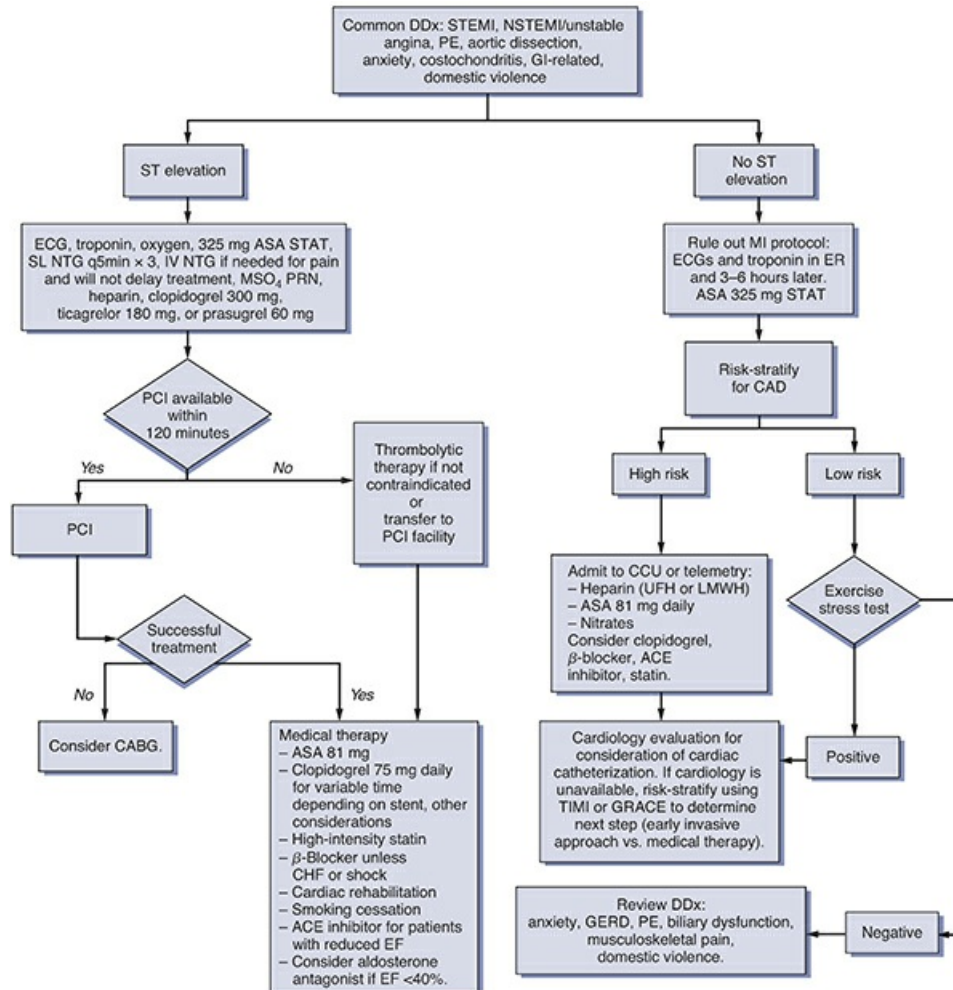 Common DDx: STEMI, NSTEMI/unstable
angina, PE, aortic dissection,
anxiety, costochondritis, GI-related,
domestic violence
ST elevation
No ST
elevation
ECG, troponin, oxygen, 325 mg ASA STAT,
SL NTG q5min × 3, IV NTG if needed for pain
and will not delay treatment, MSO₄ PRN,
heparin, clopidogrel 300 mg,
ticagrelor 180 mg, or prasugrel 60 mg
Rule out MI protocol:
ECGs and troponin in ER
and 3–6 hours later.
ASA 325 mg STAT
PCI available
within
120 minutes
Risk-stratify
for CAD
Yes
No
Thrombolytic
therapy if not
contraindicated
or
transfer to
PCI facility
High risk
Low risk
PCI
Admit to CCU or telemetry:
– Heparin (UFH or LMWH)
– ASA 81 mg daily
– Nitrates
Consider clopidogrel,
β-blocker, ACE
inhibitor, statin.
Exercise
stress test
Successful
treatment
No
Yes
Consider CABG.
Medical therapy
– ASA 81 mg
– Clopidogrel 75 mg daily
for variable time
depending on stent, other
considerations
– High-intensity statin
– β-Blocker unless
CHF or shock
– Cardiac rehabilitation
– Smoking cessation
– ACE inhibitor for patients
with reduced EF
– Consider aldosterone
antagonist if EF <40%.
Cardiology evaluation for
consideration of cardiac
catheterization. If cardiology is
unavailable, risk-stratify using
TIMI or GRACE to determine
next step (early invasive
approach vs. medical therapy).
Positive
Review DDx:
anxiety, GERD, PE, biliary dysfunction,
musculoskeletal pain,
domestic violence.
Negative